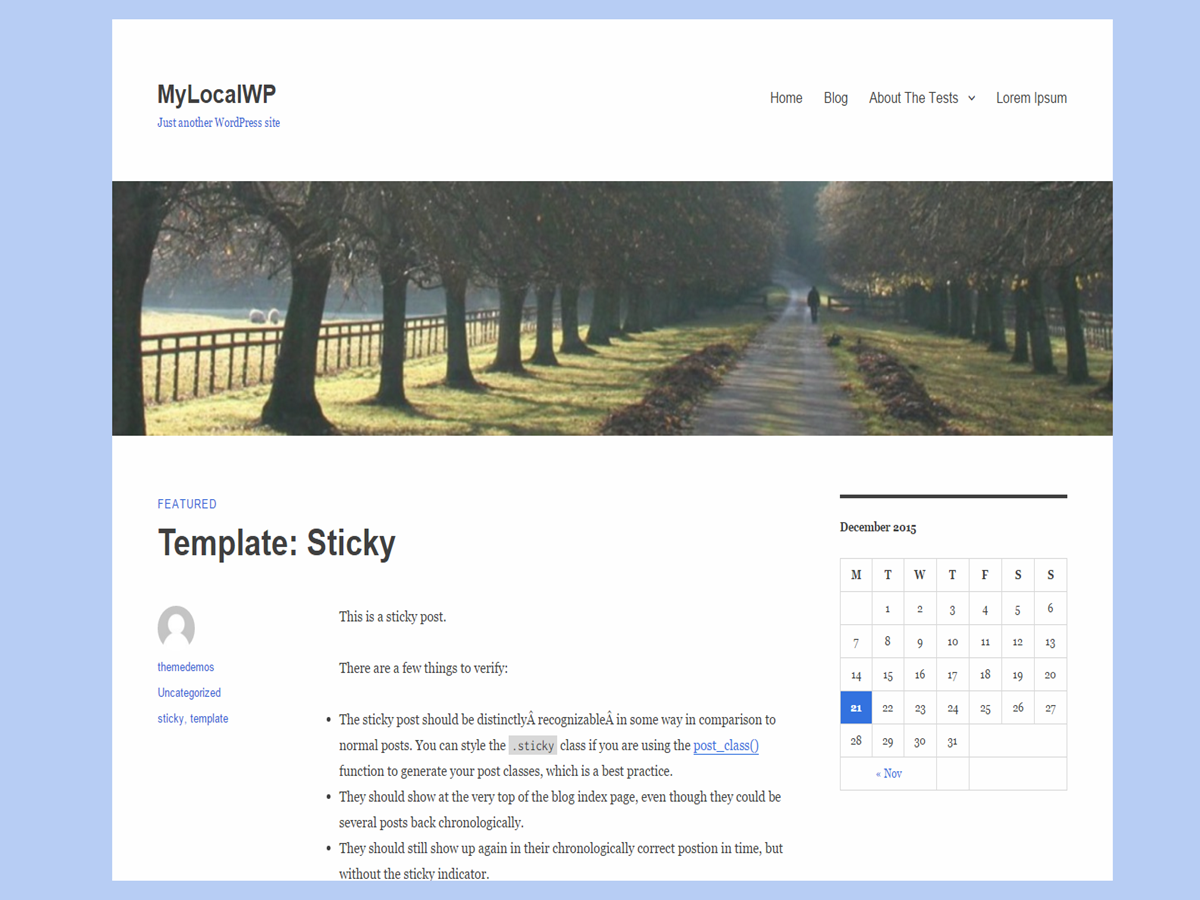 MyLocalWP
Just another WordPress site
Home Blog About The Tests Lorem Ipsum
FEATURED
Template: Sticky
themedemos
Uncategorized
sticky, template
This is a sticky post.
There are a few things to verify:
• The sticky post should be distinctlyÂ recognizableÂ in some way in comparison to
normal posts. You can style the .sticky class if you are using the post_class()
function to generate your post classes, which is a best practice.
• They should show at the very top of the blog index page, even though they could be
several posts back chronologically.
• They should still show up again in their chronologically correct postion in time, but
without the sticky indicator.
December 2015
M T W T F S S
1 2 3 4 5 6
7 8 9 10 11 12 13
14 15 16 17 18 19 20
21 22 23 24 25 26 27
28 29 30 31
« Nov